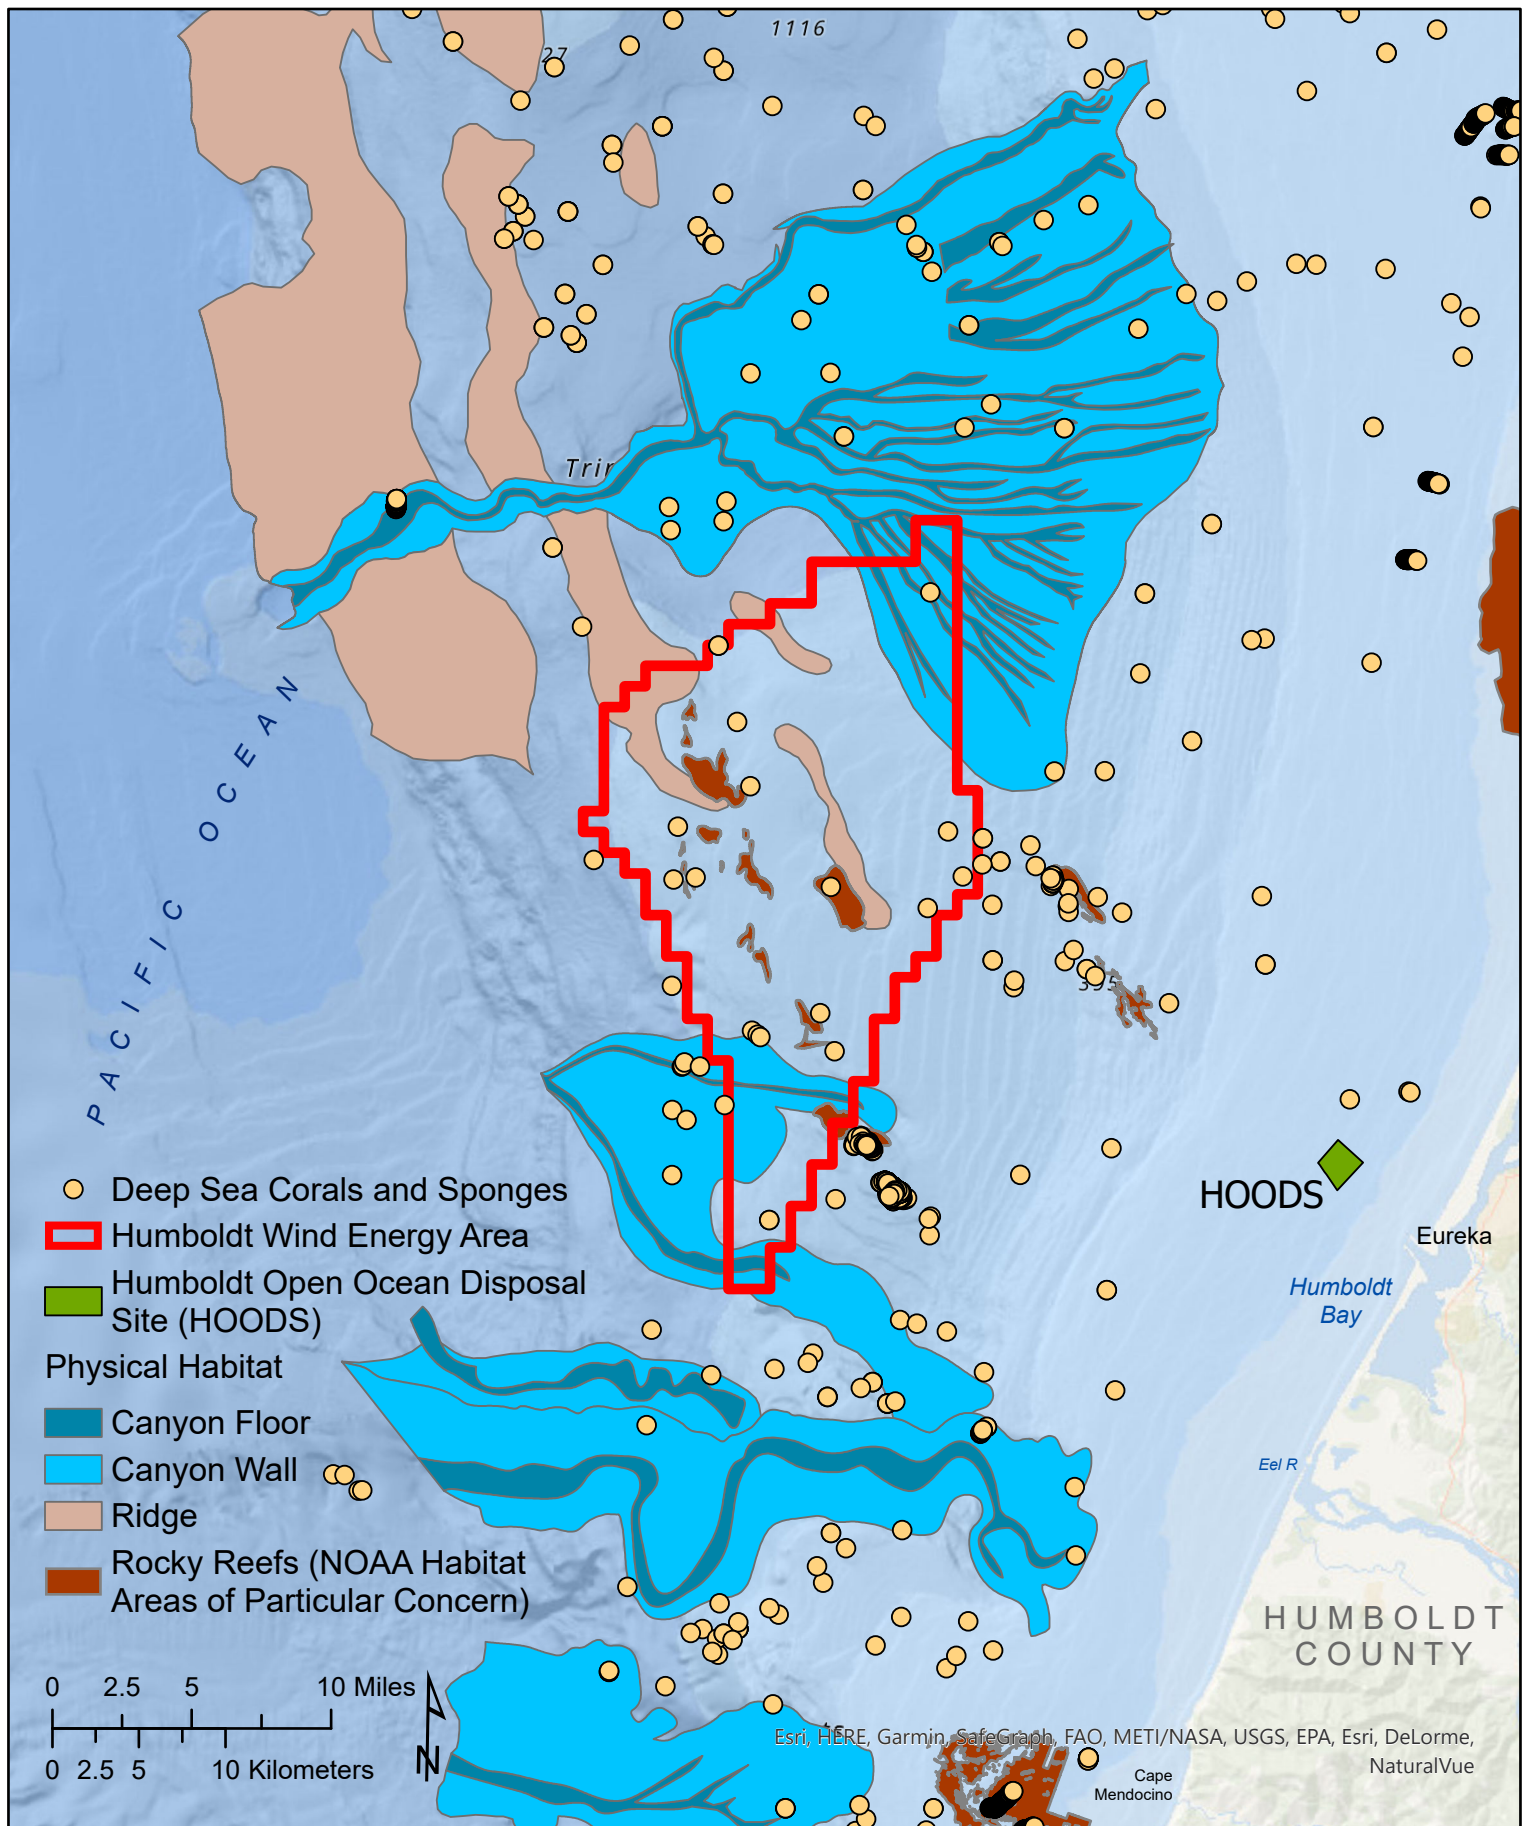 1116
27
Trin
PACIFIC OCEAN
395
HOODS
Eureka
Humboldt
Bay
Eel R
HUMBOLDT
COUNTY
Cape
Mendocino
Deep Sea Corals and Sponges
Humboldt Wind Energy Area
Humboldt Open Ocean Disposal
Site (HOODS)
Physical Habitat
Canyon Floor
Canyon Wall
Ridge
Rocky Reefs (NOAA Habitat
Areas of Particular Concern)
0 2.5 5 10 Miles
0 2.5 5 10 Kilometers
N
Esri, HERE, Garmin, SafeGraph, FAO, METI/NASA, USGS, EPA, Esri, DeLorme,
NaturalVue